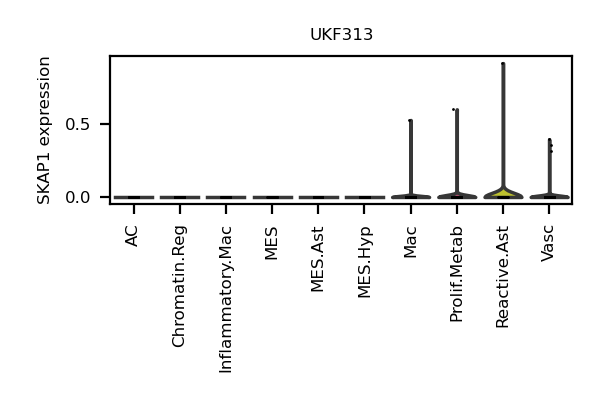 UKF313
SKAP1 expression
0.5
0.0
AC
Chromatin.Reg
Inflammatory.Mac
MES
MES.Ast
MES.Hyp
Mac
Prolif.Metab
Reactive.Ast
Vasc